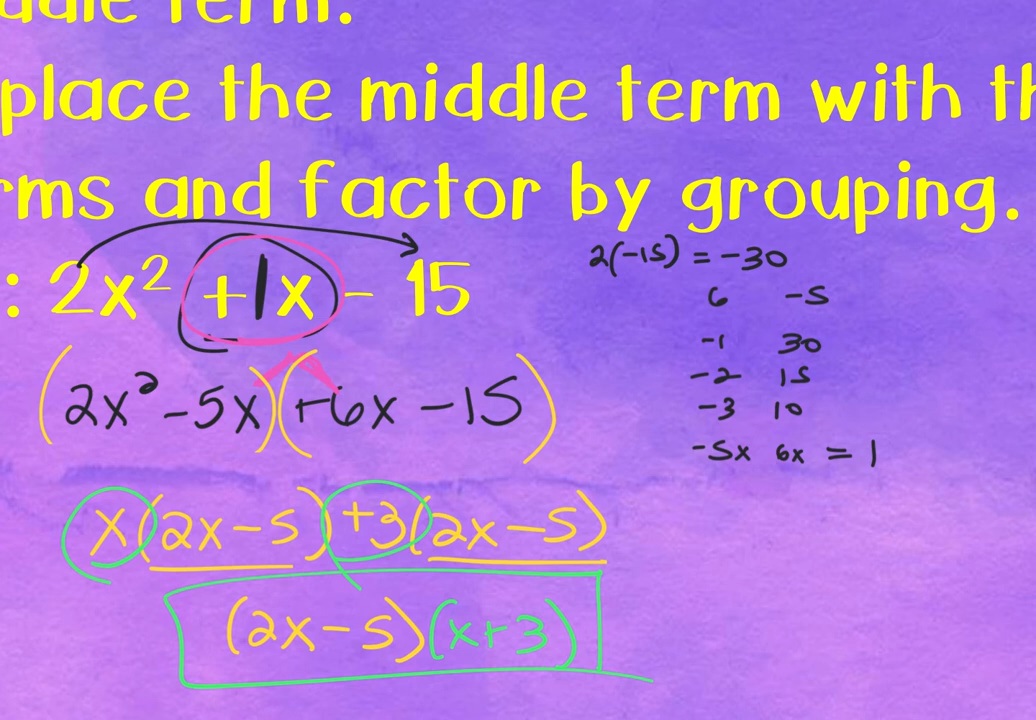 ddle term.
place the middle term with th
rms and factor by grouping.
: 2x² +1x - 15
2(-15) = -30
6 -5
-1 30
-2 15
-3 10
-5x 6x = 1
(2x² - 5x)(+6x - 15)
x(2x - 5) +3(2x - 5)
(2x - 5)(x + 3)